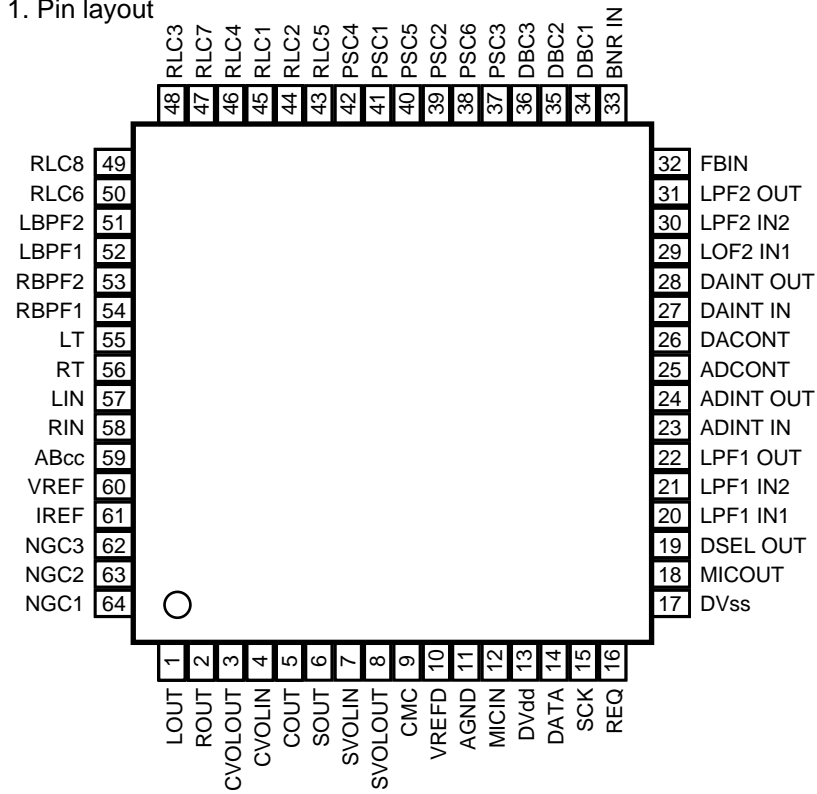 1. Pin layout
RLC3
RLC7
RLC4
RLC1
RLC2
RLC5
PSC4
PSC1
PSC5
PSC2
PSC6
PSC3
DBC3
DBC2
DBC1
BNR IN
48 47 46 45 44 43 42 41 40 39 38 37 36 35 34 33
RLC8 49
RLC6 50
LBPF2 51
LBPF1 52
RBPF2 53
RBPF1 54
LT 55
RT 56
LIN 57
RIN 58
ABcc 59
VREF 60
IREF 61
NGC3 62
NGC2 63
NGC1 64
32 FBIN
31 LPF2 OUT
30 LPF2 IN2
29 LOF2 IN1
28 DAINT OUT
27 DAINT IN
26 DACONT
25 ADCONT
24 ADINT OUT
23 ADINT IN
22 LPF1 OUT
21 LPF1 IN2
20 LPF1 IN1
19 DSEL OUT
18 MICOUT
17 DVss
1 2 3 4 5 6 7 8 9 10 11 12 13 14 15 16
LOUT
ROUT
CVOLOUT
CVOLIN
COUT
SOUT
SVOLIN
SVOLOUT
CMC
VREFD
AGND
MICIN
DVdd
DATA
SCK
REQ